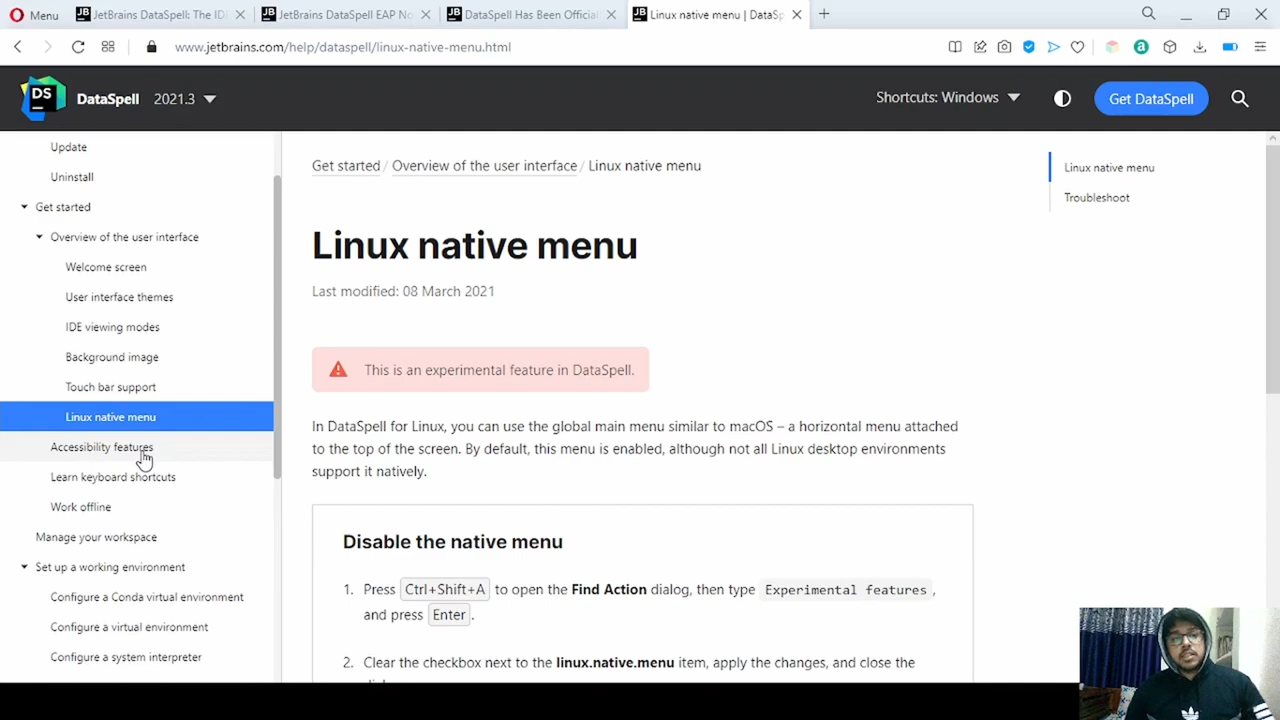 Menu
JetBrains DataSpell: The IDE
JetBrains DataSpell EAP No
DataSpell Has Been Official
Linux native menu | DataSp
www.jetbrains.com/help/dataspell/linux-native-menu.html
DS
DataSpell 2021.3
Shortcuts: Windows
Get DataSpell
Update
Uninstall
Get started
Overview of the user interface
Welcome screen
User interface themes
IDE viewing modes
Background image
Touch bar support
Linux native menu
Accessibility features
Learn keyboard shortcuts
Work offline
Manage your workspace
Set up a working environment
Configure a Conda virtual environment
Configure a virtual environment
Configure a system interpreter
Get started / Overview of the user interface / Linux native menu
Linux native menu
Last modified: 08 March 2021
This is an experimental feature in DataSpell.
In DataSpell for Linux, you can use the global main menu similar to macOS – a horizontal menu attached
to the top of the screen. By default, this menu is enabled, although not all Linux desktop environments
support it natively.
Disable the native menu
1. Press Ctrl+Shift+A to open the Find Action dialog, then type Experimental features ,
and press Enter .
2. Clear the checkbox next to the linux.native.menu item, apply the changes, and close the
Linux native menu
Troubleshoot